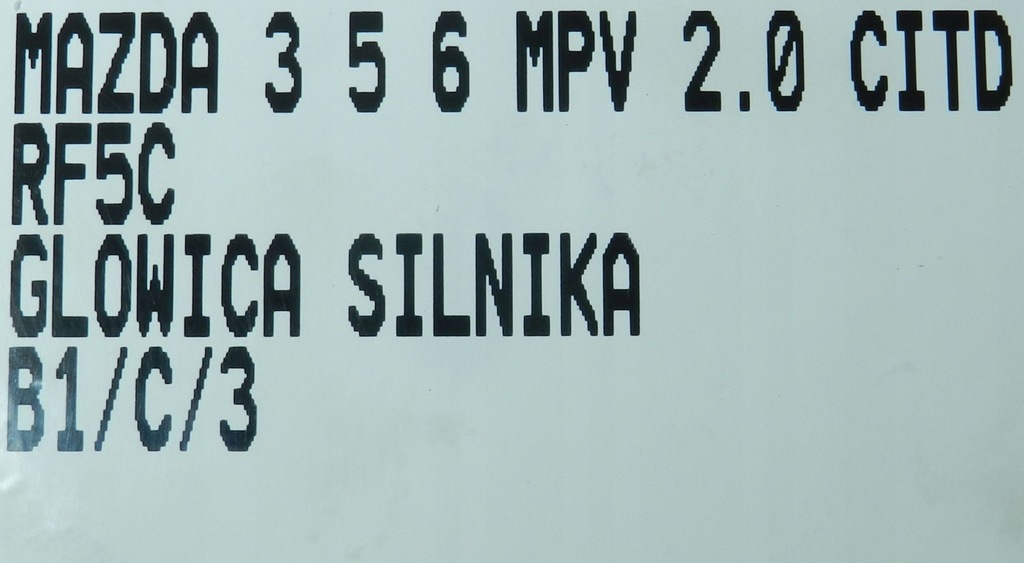 MAZDA 3 5 6 MPV 2.0 CITD
RF5C
GLOWICA SILNIKA
B1/C/3